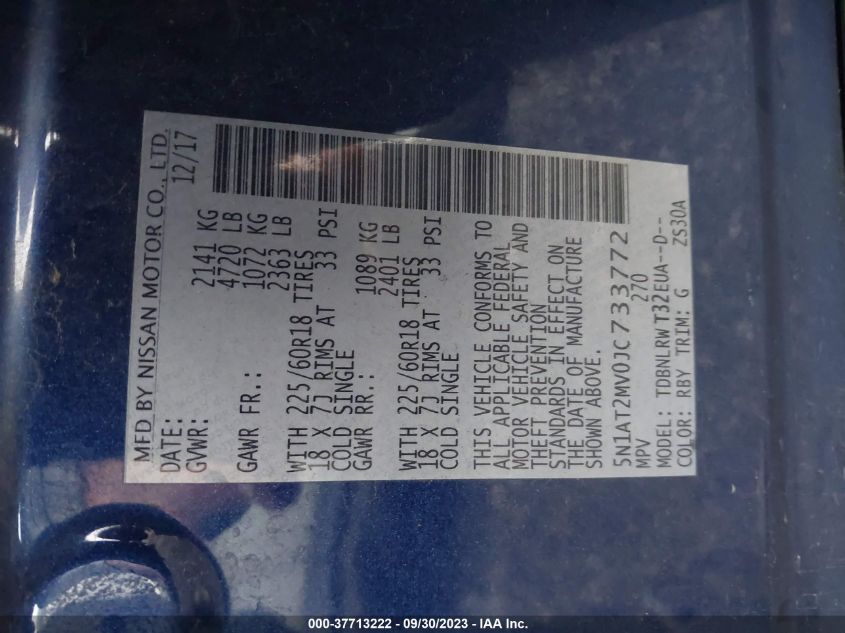 MFD BY NISSAN MOTOR CO., LTD.
DATE: 12/17
GVWR: 2141 KG
4720 LB
GAWR FR.: 1072 KG
2363 LB
WITH 225/60R18 TIRES
18 X 7J RIMS AT 33 PSI
COLD SINGLE
GAWR RR.: 1089 KG
2401 LB
WITH 225/60R18 TIRES
18 X 7J RIMS AT 33 PSI
COLD SINGLE
THIS VEHICLE CONFORMS TO
ALL APPLICABLE FEDERAL
MOTOR VEHICLE SAFETY AND
THEFT PREVENTION
STANDARDS IN EFFECT ON
THE DATE OF MANUFACTURE
SHOWN ABOVE.
5N1AT2MV0JC733772
MPV 270
MODEL: TDBNLRW T32EUA--D--
COLOR: RBY TRIM: G ZS30A
000-37713222 - 09/30/2023 - IAA Inc.